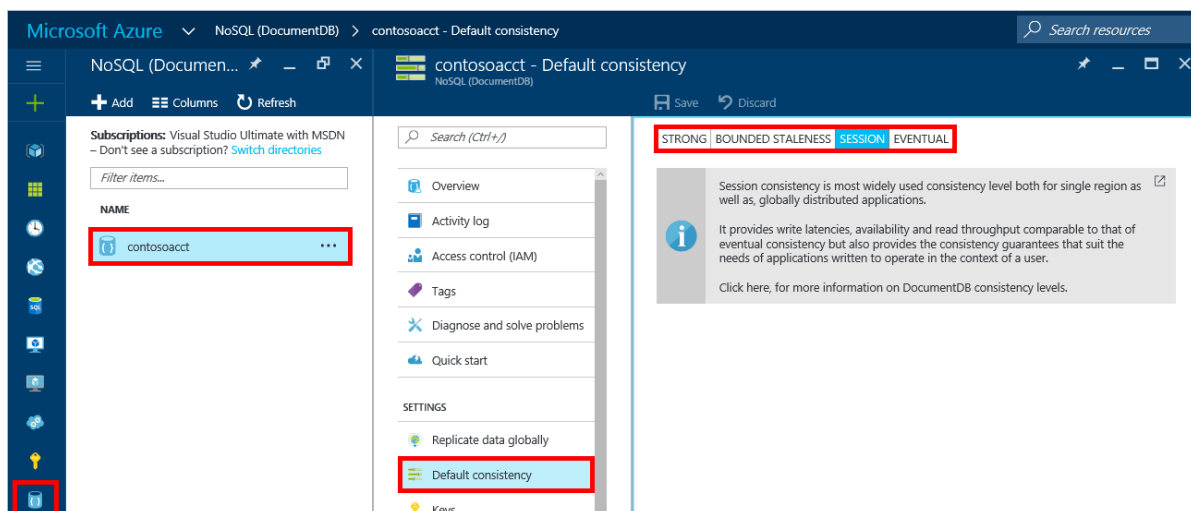 Microsoft Azure NoSQL (DocumentDB) > contosoacct - Default consistency Search resources
NoSQL (Documen...
Add Columns Refresh
Subscriptions: Visual Studio Ultimate with MSDN
– Don't see a subscription? Switch directories
Filter items...
NAME
contosoacct ...
SQL
contosoacct - Default consistency
NoSQL (DocumentDB)
Save Discard
Search (Ctrl+/)
Overview
Activity log
Access control (IAM)
Tags
Diagnose and solve problems
Quick start
SETTINGS
Replicate data globally
Default consistency
Keys
STRONG BOUNDED STALENESS SESSION EVENTUAL
Session consistency is most widely used consistency level both for single region as
well as, globally distributed applications.
It provides write latencies, availability and read throughput comparable to that of
eventual consistency but also provides the consistency guarantees that suit the
needs of applications written to operate in the context of a user.
Click here, for more information on DocumentDB consistency levels.